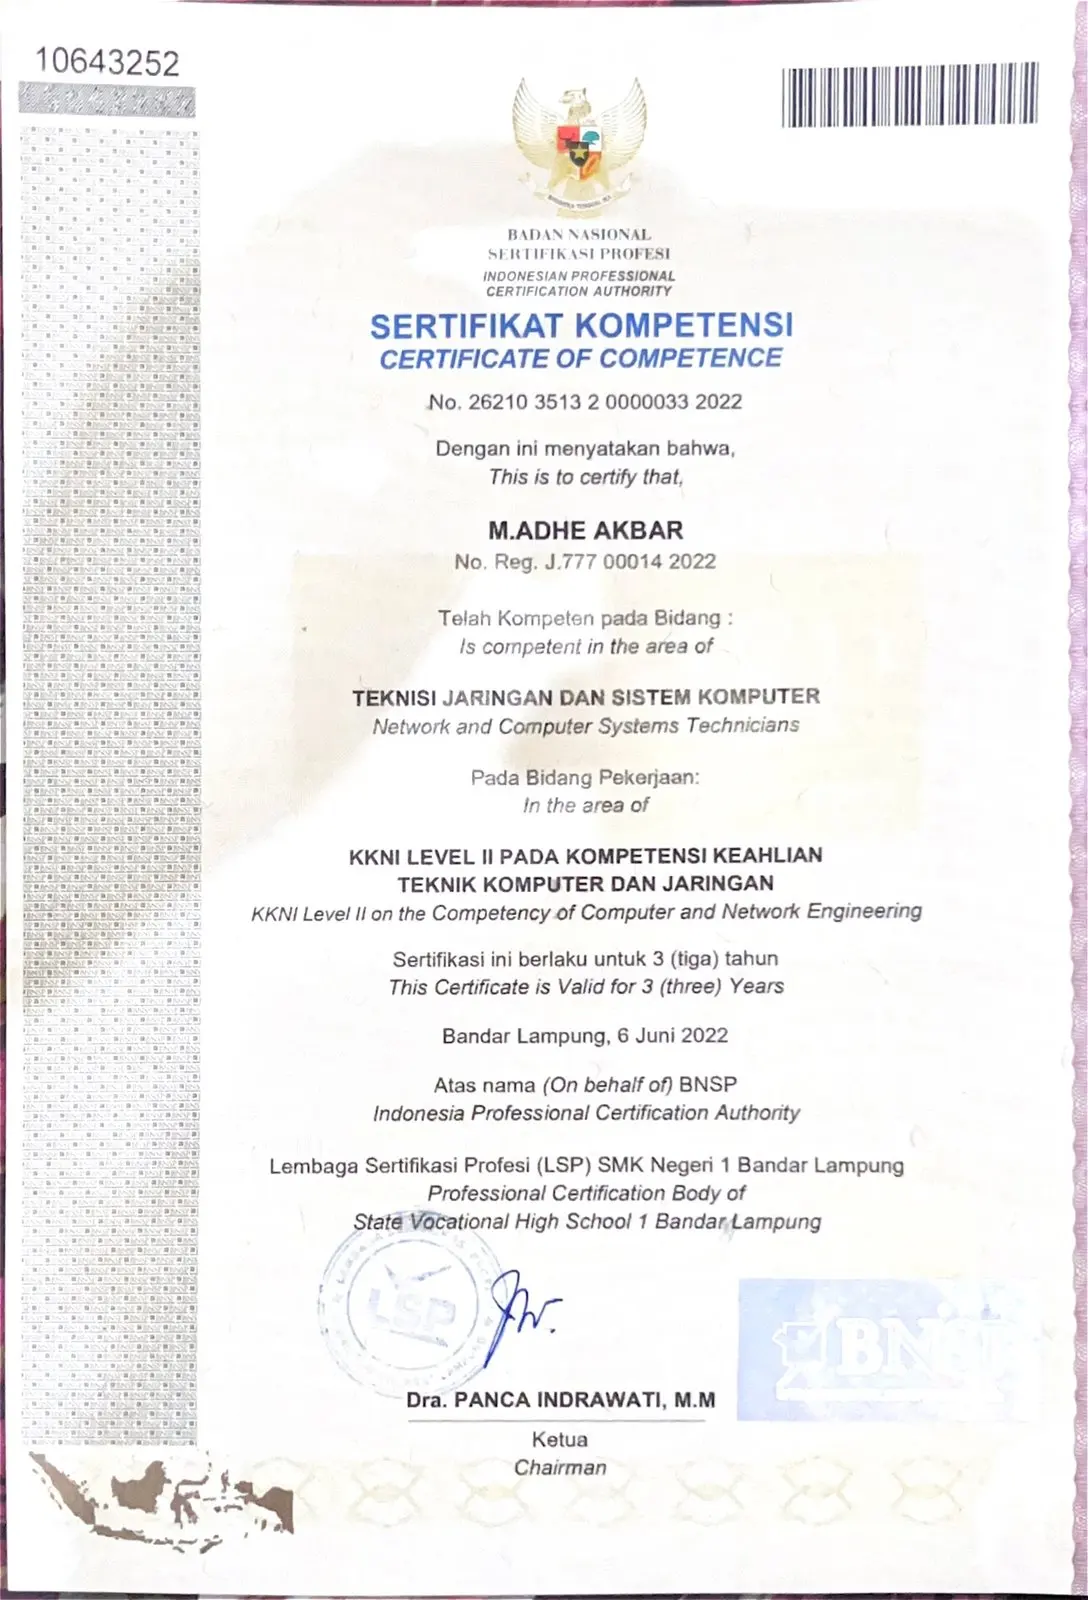 10643252
BADAN NASIONAL
SERTIFIKASI PROFESI
INDONESIAN PROFESSIONAL
CERTIFICATION AUTHORITY
SERTIFIKAT KOMPETENSI
CERTIFICATE OF COMPETENCE
No. 26210 3513 2 0000033 2022
Dengan ini menyatakan bahwa,
This is to certify that,
M.ADHE AKBAR
No. Reg. J.777 00014 2022
Telah Kompeten pada Bidang :
Is competent in the area of
TEKNISI JARINGAN DAN SISTEM KOMPUTER
Network and Computer Systems Technicians
Pada Bidang Pekerjaan:
In the area of
KKNI LEVEL II PADA KOMPETENSI KEAHLIAN
TEKNIK KOMPUTER DAN JARINGAN
KKNI Level II on the Competency of Computer and Network Engineering
Sertifikasi ini berlaku untuk 3 (tiga) tahun
This Certificate is Valid for 3 (three) Years
Bandar Lampung, 6 Juni 2022
Atas nama (On behalf of) BNSP
Indonesia Professional Certification Authority
Lembaga Sertifikasi Profesi (LSP) SMK Negeri 1 Bandar Lampung
Professional Certification Body of
State Vocational High School 1 Bandar Lampung
LSP
Dra. PANCA INDRAWATI, M.M
Ketua
Chairman